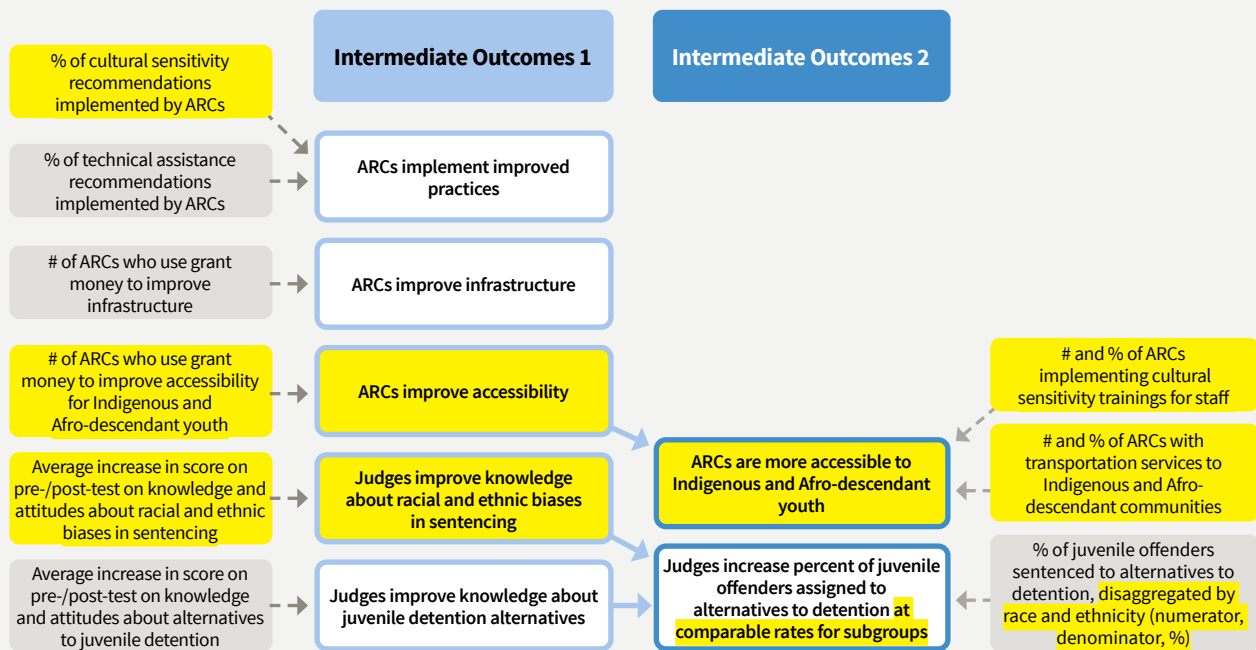 Intermediate Outcomes 1
Intermediate Outcomes 2
% of cultural sensitivity
recommendations
implemented by ARCs
% of technical assistance
recommendations
implemented by ARCs
ARCs implement improved
practices
# of ARCs who use grant
money to improve
infrastructure
ARCs improve infrastructure
# of ARCs who use grant
money to improve accessibility
for Indigenous and
Afro-descendant youth
ARCs improve accessibility
# and % of ARCs
implementing cultural
sensitivity trainings for staff
Average increase in score on
pre-/post-test on knowledge and
attitudes about racial and ethnic
biases in sentencing
Judges improve knowledge
about racial and ethnic biases
in sentencing
ARCs are more accessible to
Indigenous and Afro-descendant
youth
# and % of ARCs with
transportation services to
Indigenous and Afro-
descendant communities
Average increase in score on
pre-/post-test on knowledge
and attitudes about alternatives
to juvenile detention
Judges improve knowledge about
juvenile detention alternatives
Judges increase percent of juvenile
offenders assigned to
alternatives to detention at
comparable rates for subgroups
% of juvenile offenders
sentenced to alternatives to
detention, disaggregated by
race and ethnicity (numerator,
denominator, %)